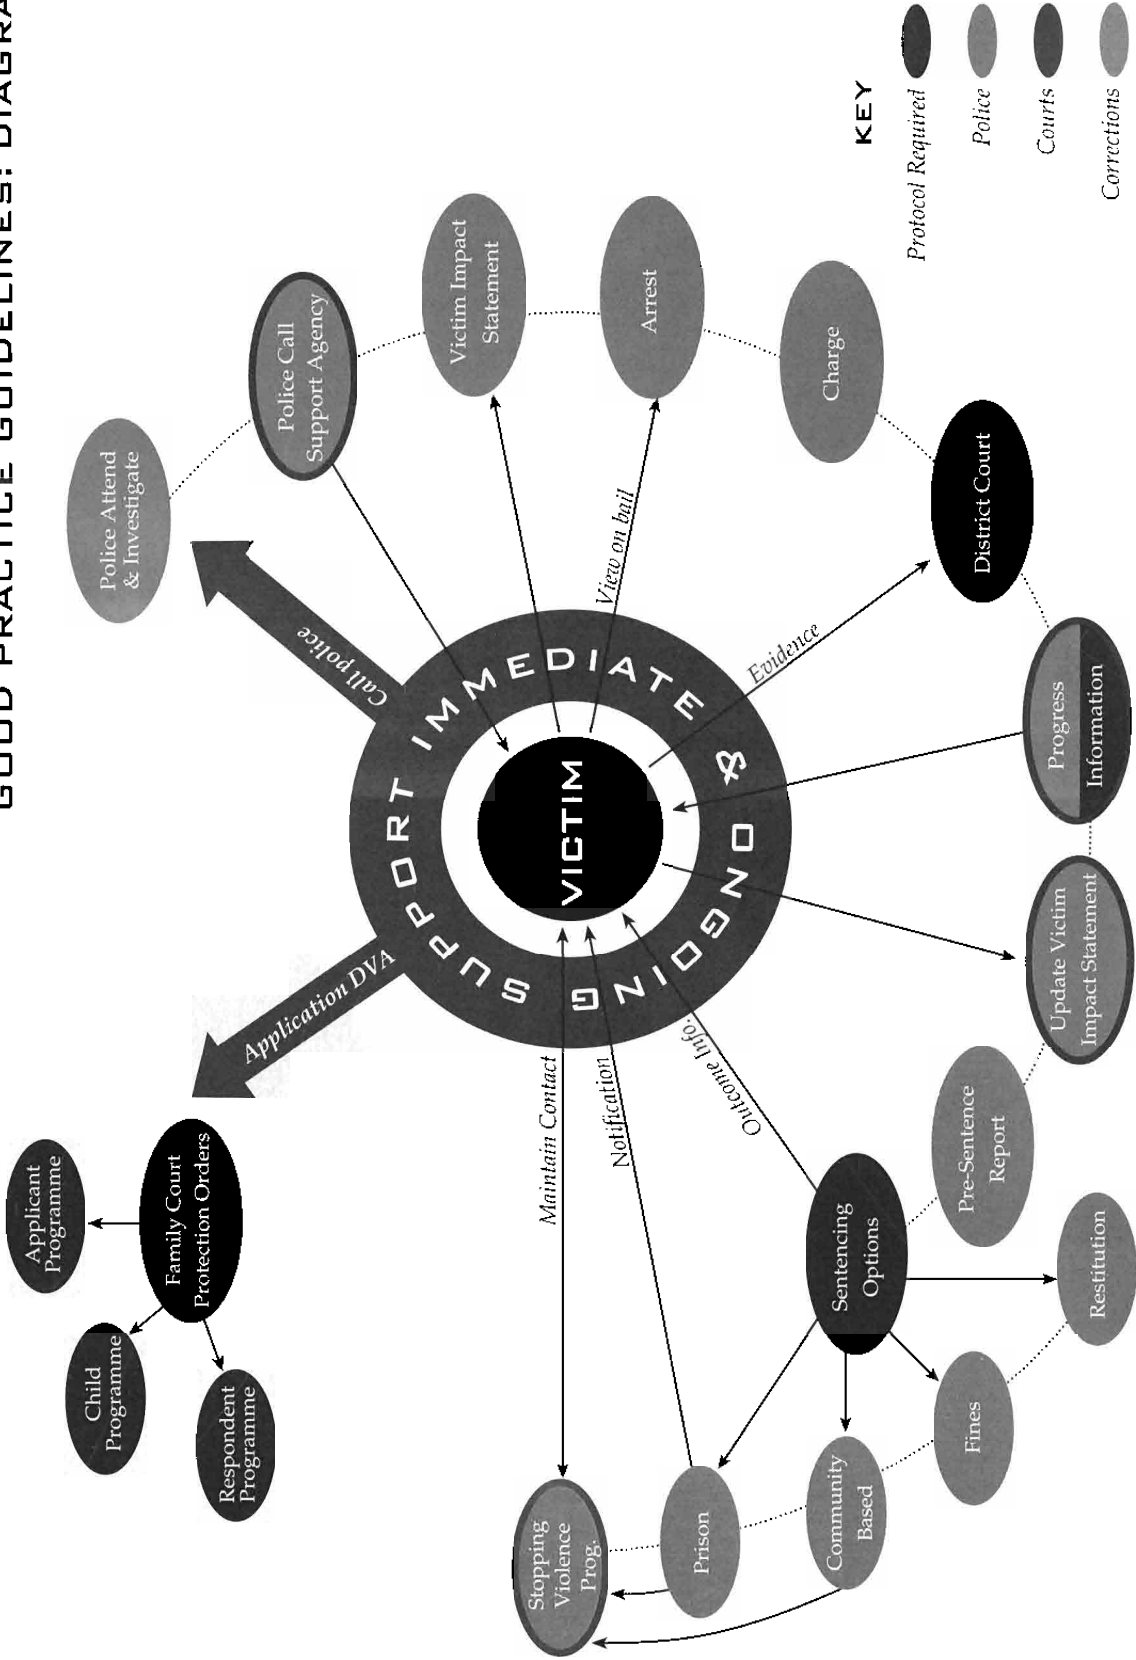 GOOD PRACTICE GUIDELINES: DIAGRA
Applicant
Programme
Child
Programme
Family Court
Protection Orders
Respondent
Programme
Application DVA
Call police
Police Attend
& Investigate
Police Call
Support Agency
Victim Impact
Statement
View on bail
Arrest
Charge
Evidence
District Court
Progress
Information
Update Victim
Impact Statement
Pre-Sentence
Report
Sentencing
Options
Outcome Info.
Notification
Maintain Contact
Restitution
Fines
Community
Based
Prison
Stopping
Violence
Prog.
SUPPORT IMMEDIATE & ONGOING
VICTIM
KEY
Protocol Required
Police
Courts
Corrections